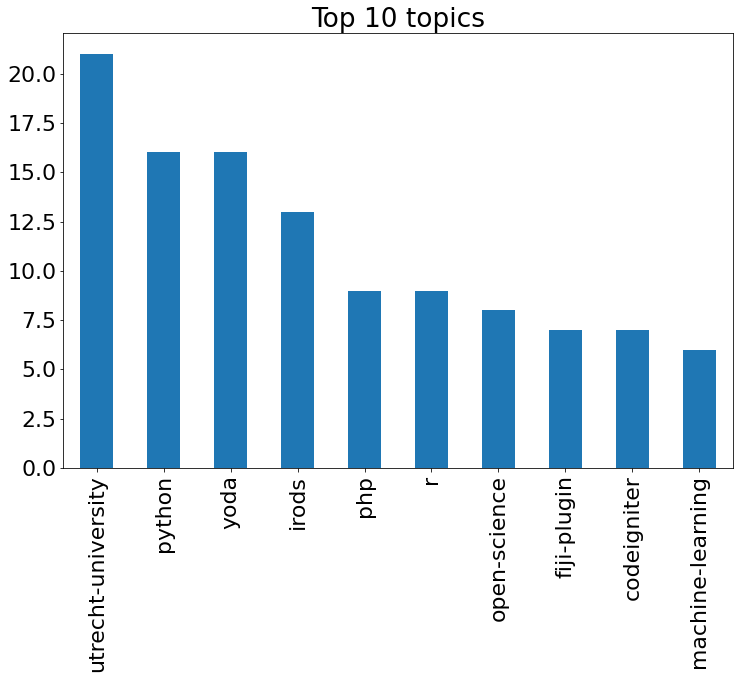 Top 10 topics
20.0
17.5
15.0
12.5
10.0
7.5
5.0
2.5
0.0
utrecht-university
python
yoda
irods
php
r
open-science
fiji-plugin
codeigniter
machine-learning